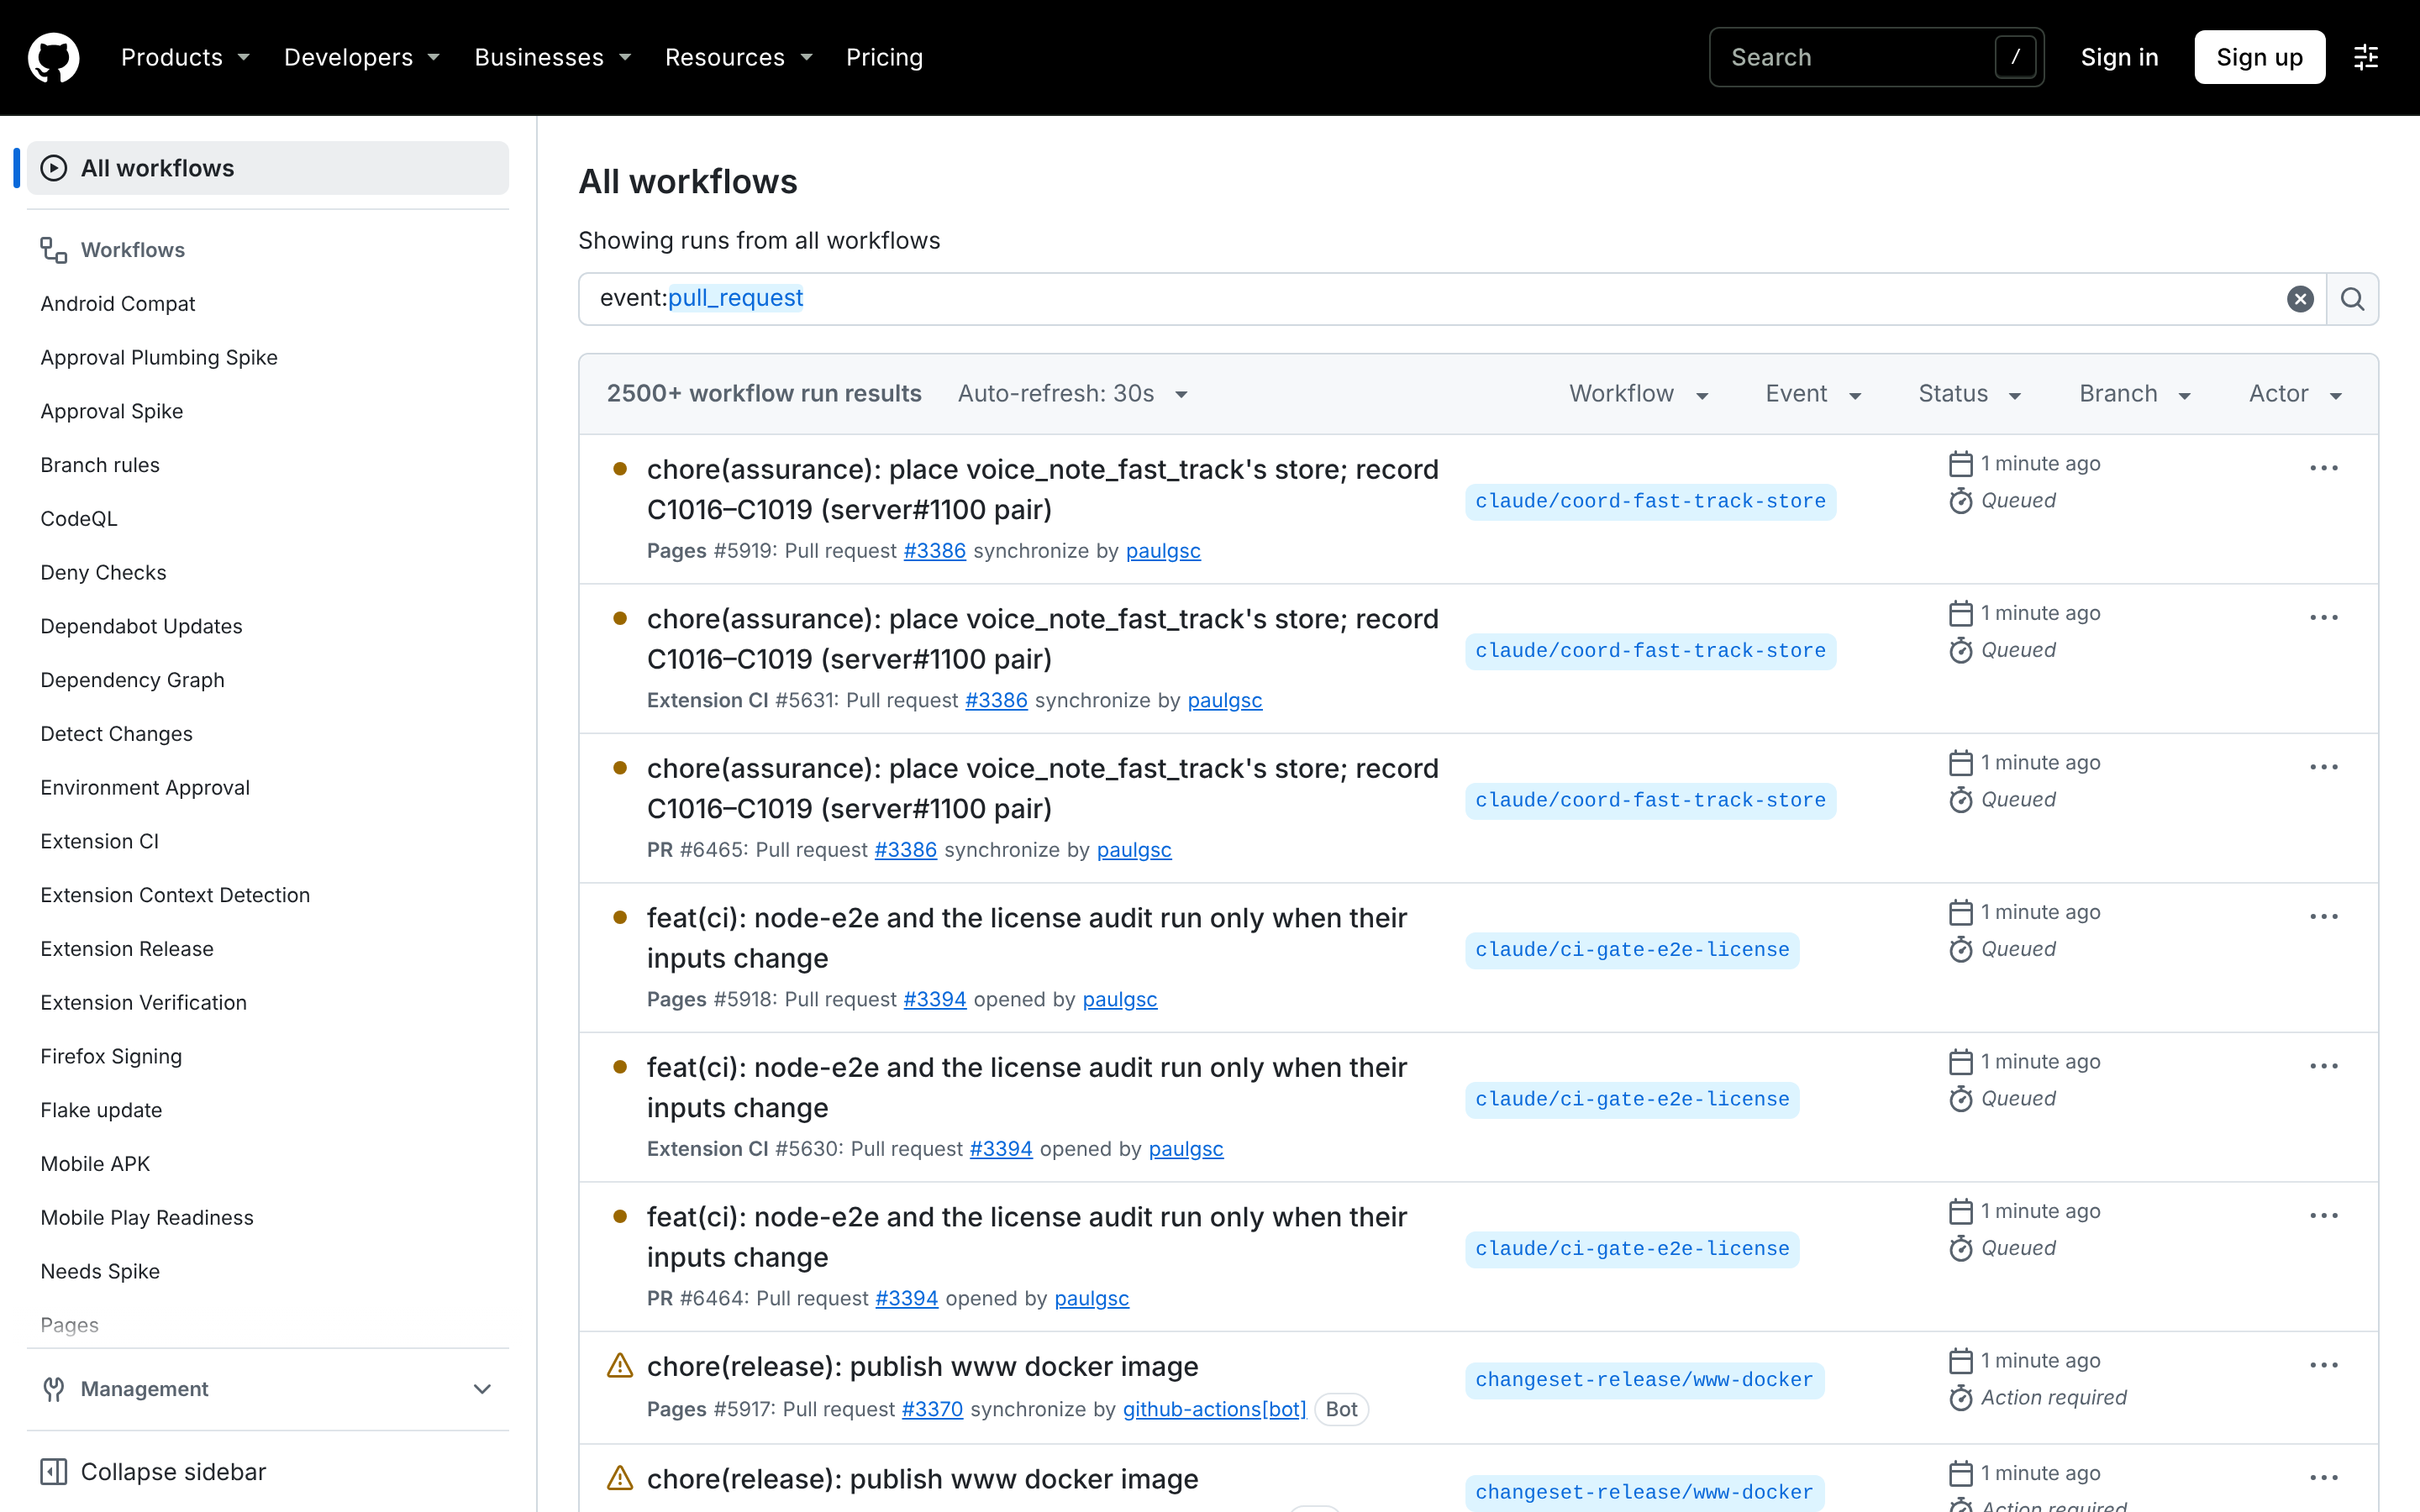 Products
Developers
Businesses
Resources
Pricing
Search
/
Sign in
Sign up
All workflows
Workflows
Android Compat
Approval Plumbing Spike
Approval Spike
Branch rules
CodeQL
Deny Checks
Dependabot Updates
Dependency Graph
Detect Changes
Environment Approval
Extension CI
Extension Context Detection
Extension Release
Extension Verification
Firefox Signing
Flake update
Mobile APK
Mobile Play Readiness
Needs Spike
Pages
Management
Collapse sidebar
All workflows
Showing runs from all workflows
event:pull_request
2500+ workflow run results
Auto-refresh: 30s
Workflow
Event
Status
Branch
Actor
chore(assurance): place voice_note_fast_track's store; record
C1016–C1019 (server#1100 pair)
Pages #5919: Pull request #3386 synchronize by paulgsc
claude/coord-fast-track-store
1 minute ago
Queued
chore(assurance): place voice_note_fast_track's store; record
C1016–C1019 (server#1100 pair)
Extension CI #5631: Pull request #3386 synchronize by paulgsc
claude/coord-fast-track-store
1 minute ago
Queued
chore(assurance): place voice_note_fast_track's store; record
C1016–C1019 (server#1100 pair)
PR #6465: Pull request #3386 synchronize by paulgsc
claude/coord-fast-track-store
1 minute ago
Queued
feat(ci): node-e2e and the license audit run only when their
inputs change
Pages #5918: Pull request #3394 opened by paulgsc
claude/ci-gate-e2e-license
1 minute ago
Queued
feat(ci): node-e2e and the license audit run only when their
inputs change
Extension CI #5630: Pull request #3394 opened by paulgsc
claude/ci-gate-e2e-license
1 minute ago
Queued
feat(ci): node-e2e and the license audit run only when their
inputs change
PR #6464: Pull request #3394 opened by paulgsc
claude/ci-gate-e2e-license
1 minute ago
Queued
chore(release): publish www docker image
Pages #5917: Pull request #3370 synchronize by github-actions[bot] Bot
changeset-release/www-docker
1 minute ago
Action required
chore(release): publish www docker image
changeset-release/www-docker
1 minute ago
Action required